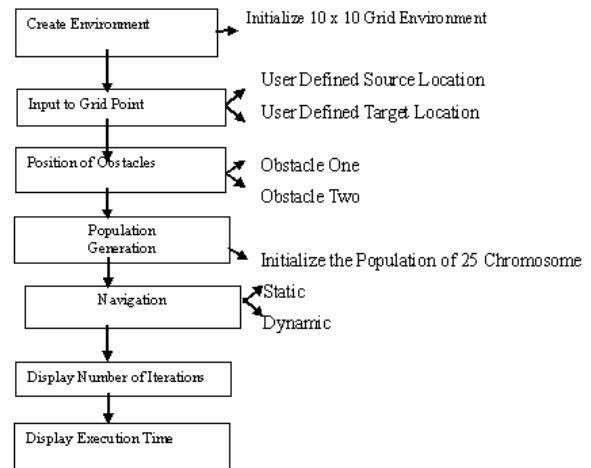 Create Environment
Initialize 10 x 10 Grid Environment
Input to Grid Point
User Defined Source Location
User Defined Target Location
Position of Obstacles
Obstacle One
Obstacle Two
Population
Generation
Initialize the Population of 25 Chromosome
Navigation
Static
Dynamic
Display Number of Iterations
Display Execution Time